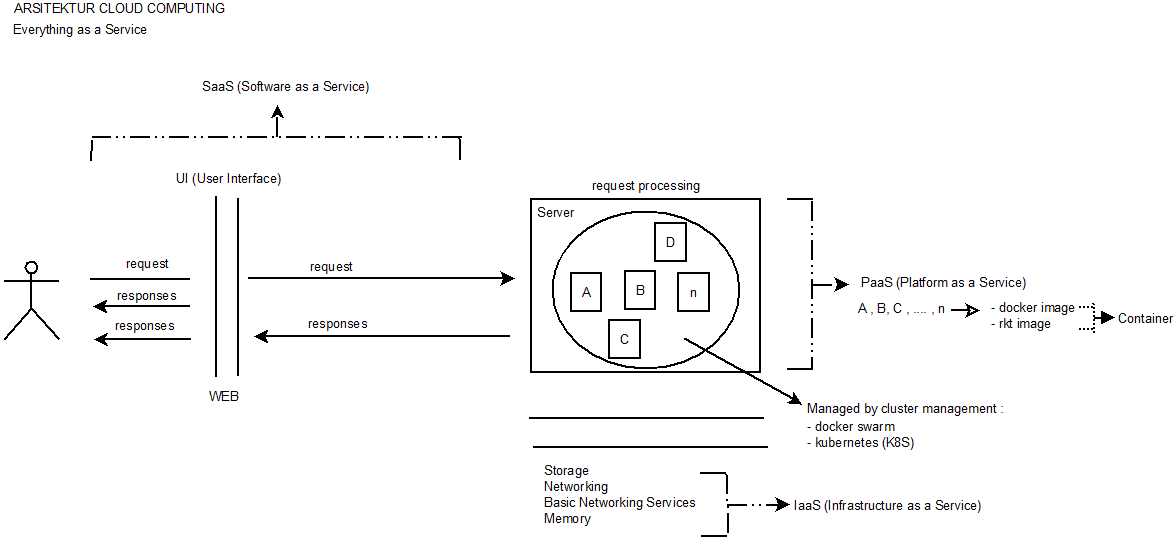 ARSITEKTUR CLOUD COMPUTING
Everything as a Service
SaaS (Software as a Service)
UI (User Interface)
request
responses
responses
WEB
request
responses
request processing
Server
D
A
B
n
C
PaaS (Platform as a Service)
A , B, C , .... , n
- docker image
- rkt image
Container
Managed by cluster management :
- docker swarm
- kubernetes (K8S)
Storage
Networking
Basic Networking Services
Memory
IaaS (Infrastructure as a Service)